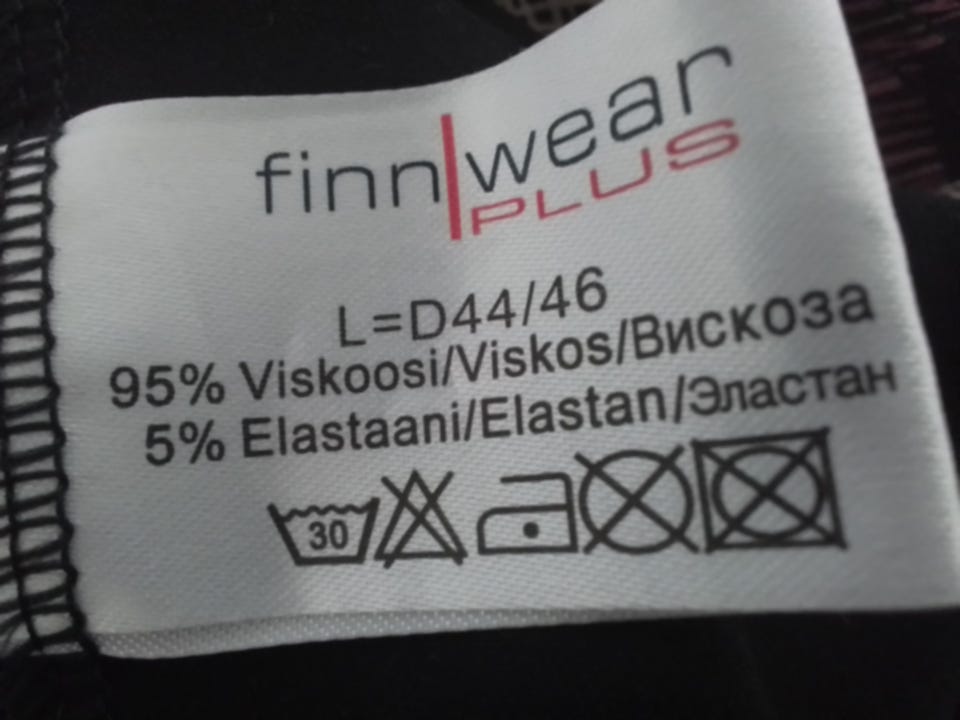 finn|wear
PLUS
L=D44/46
95% Viskoosi/Viskos/Вискоза
5% Elastaani/Elastan/Эластан
30